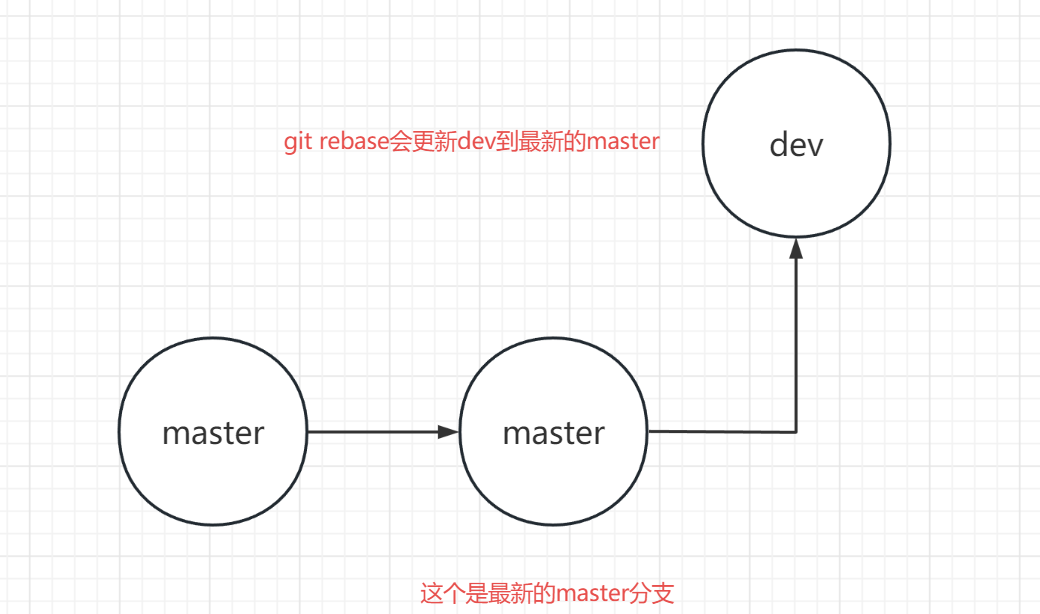 git rebase会更新dev到最新的master
dev
master
master
这个是最新的master分支